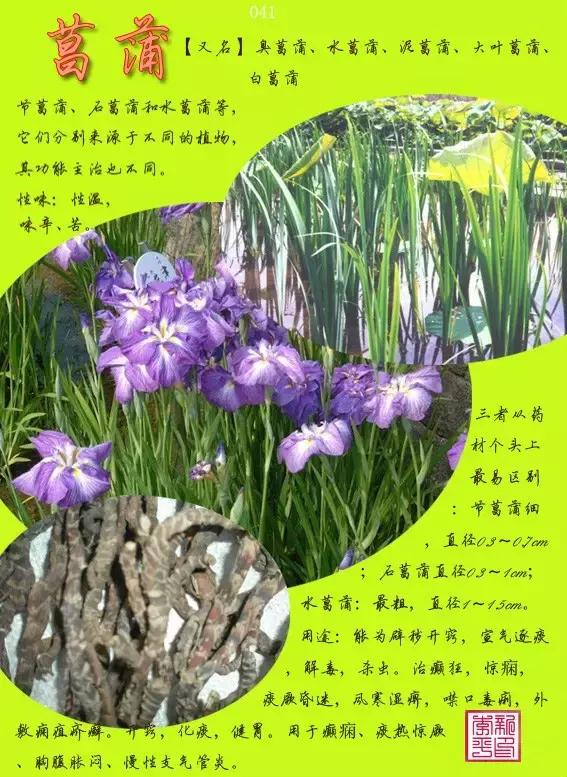 041
菖蒲
【又名】臭菖蒲、水菖蒲、泥菖蒲、大叶菖蒲、
白菖蒲
节菖蒲、石菖蒲和水菖蒲等,
它们分别来源于不同的植物,
其功能主治也不同。
性味:性温,
味辛、苦。
三者从药
材个头上
最易区别
:节菖蒲细
,直径03～07cm
;石菖蒲直径03～1cm;
水菖蒲:最粗,直径1～15cm。
用途:能为辟秽开窍,宣气逐痰
,解毒,杀虫。治癫狂,惊痫,
痰厥昏迷,风寒湿痹,噤口毒痢,外
敷痈疽疥癣。开窍,化痰,健胃。用于癫痫、痰热惊厥
、胸腹胀闷、慢性支气管炎。